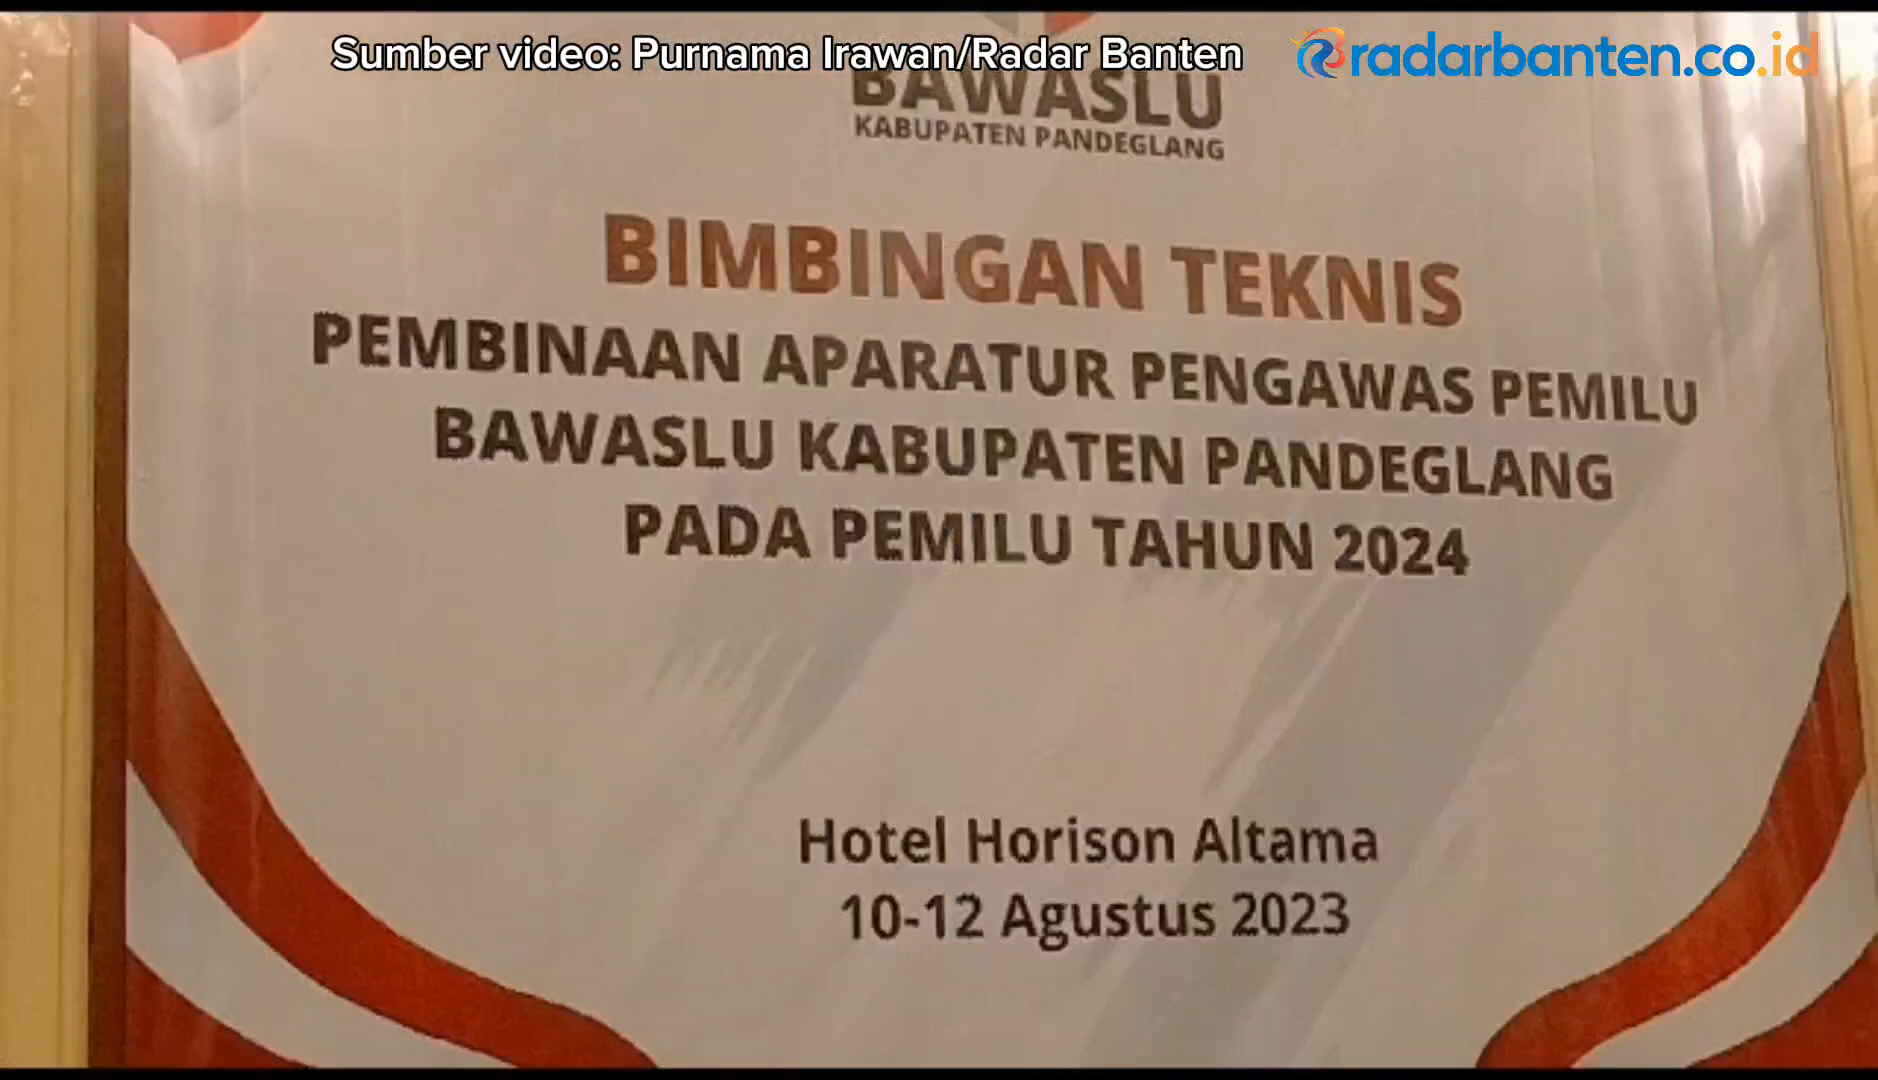 Sumber video: Purnama Irawan/Radar Banten
radarbanten.co.id
BAWASLU
KABUPATEN PANDEGLANG
BIMBINGAN TEKNIS
PEMBINAAN APARATUR PENGAWAS PEMILU
BAWASLU KABUPATEN PANDEGLANG
PADA PEMILU TAHUN 2024
Hotel Horison Altama
10-12 Agustus 2023